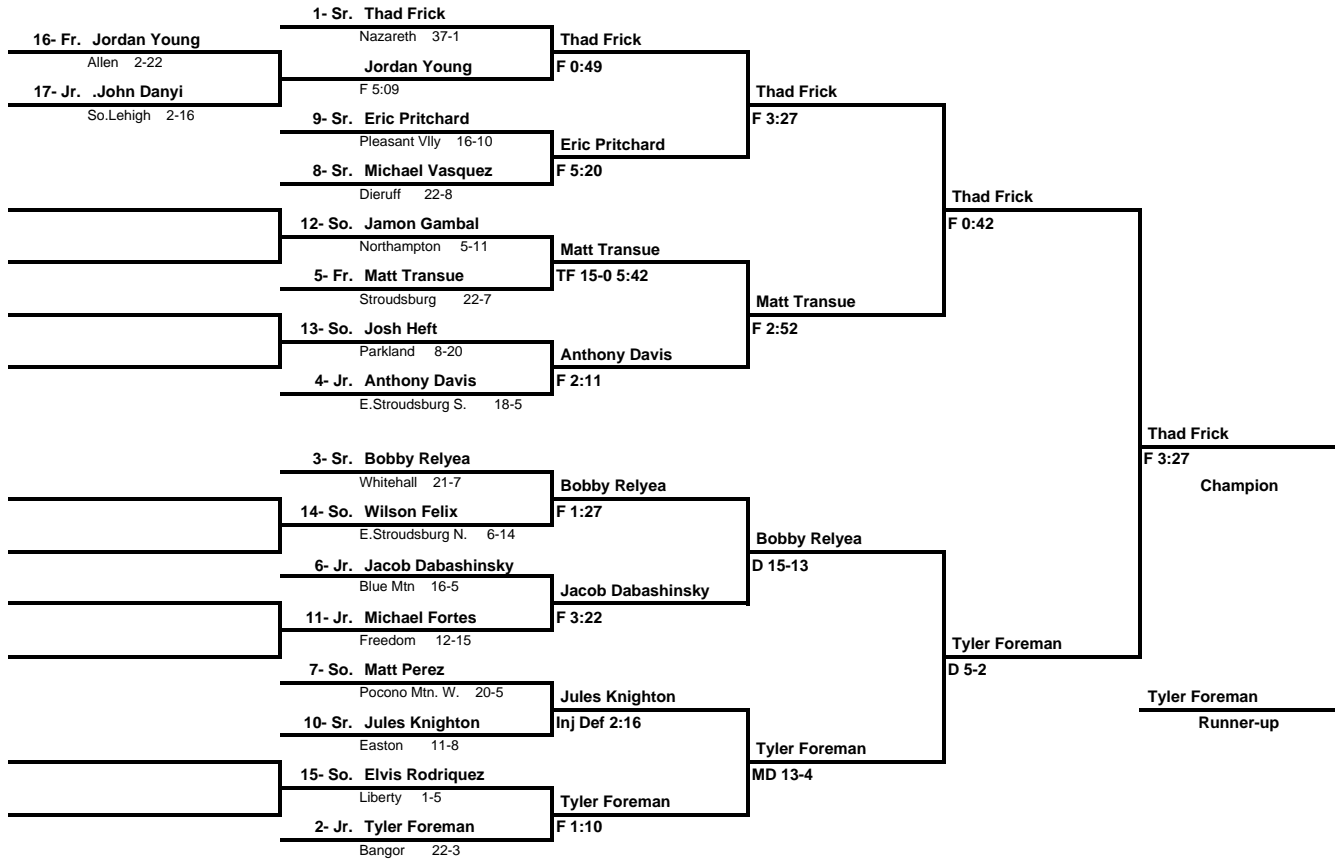 1- Sr. Thad Frick
Nazareth 37-1
16- Fr. Jordan Young
Allen 2-22
Thad Frick
F 0:49
Jordan Young
F 5:09
17- Jr. .John Danyi
So.Lehigh 2-16
Thad Frick
F 3:27
9- Sr. Eric Pritchard
Pleasant Vlly 16-10
Eric Pritchard
F 5:20
8- Sr. Michael Vasquez
Dieruff 22-8
Thad Frick
F 0:42
12- So. Jamon Gambal
Northampton 5-11
Matt Transue
TF 15-0 5:42
5- Fr. Matt Transue
Stroudsburg 22-7
Matt Transue
F 2:52
13- So. Josh Heft
Parkland 8-20
Anthony Davis
F 2:11
4- Jr. Anthony Davis
E.Stroudsburg S. 18-5
Thad Frick
F 3:27
Champion
3- Sr. Bobby Relyea
Whitehall 21-7
Bobby Relyea
F 1:27
14- So. Wilson Felix
E.Stroudsburg N. 6-14
Bobby Relyea
D 15-13
6- Jr. Jacob Dabashinsky
Blue Mtn 16-5
Jacob Dabashinsky
F 3:22
11- Jr. Michael Fortes
Freedom 12-15
Tyler Foreman
D 5-2
7- So. Matt Perez
Pocono Mtn. W. 20-5
Jules Knighton
Inj Def 2:16
Tyler Foreman
Runner-up
10- Sr. Jules Knighton
Easton 11-8
Tyler Foreman
MD 13-4
15- So. Elvis Rodriquez
Liberty 1-5
Tyler Foreman
F 1:10
2- Jr. Tyler Foreman
Bangor 22-3